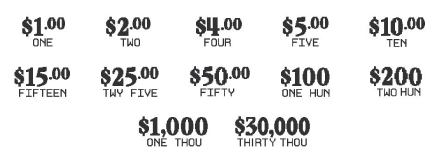 $1.00 $2.00 $4.00 $5.00 $10.00
ONE TWO FOUR FIVE TEN
$15.00 $25.00 $50.00 $100 $200
FIFTEEN TWY FIVE FIFTY ONE HUN TWO HUN
$1,000 $30,000
ONE THOU THIRTY THOU